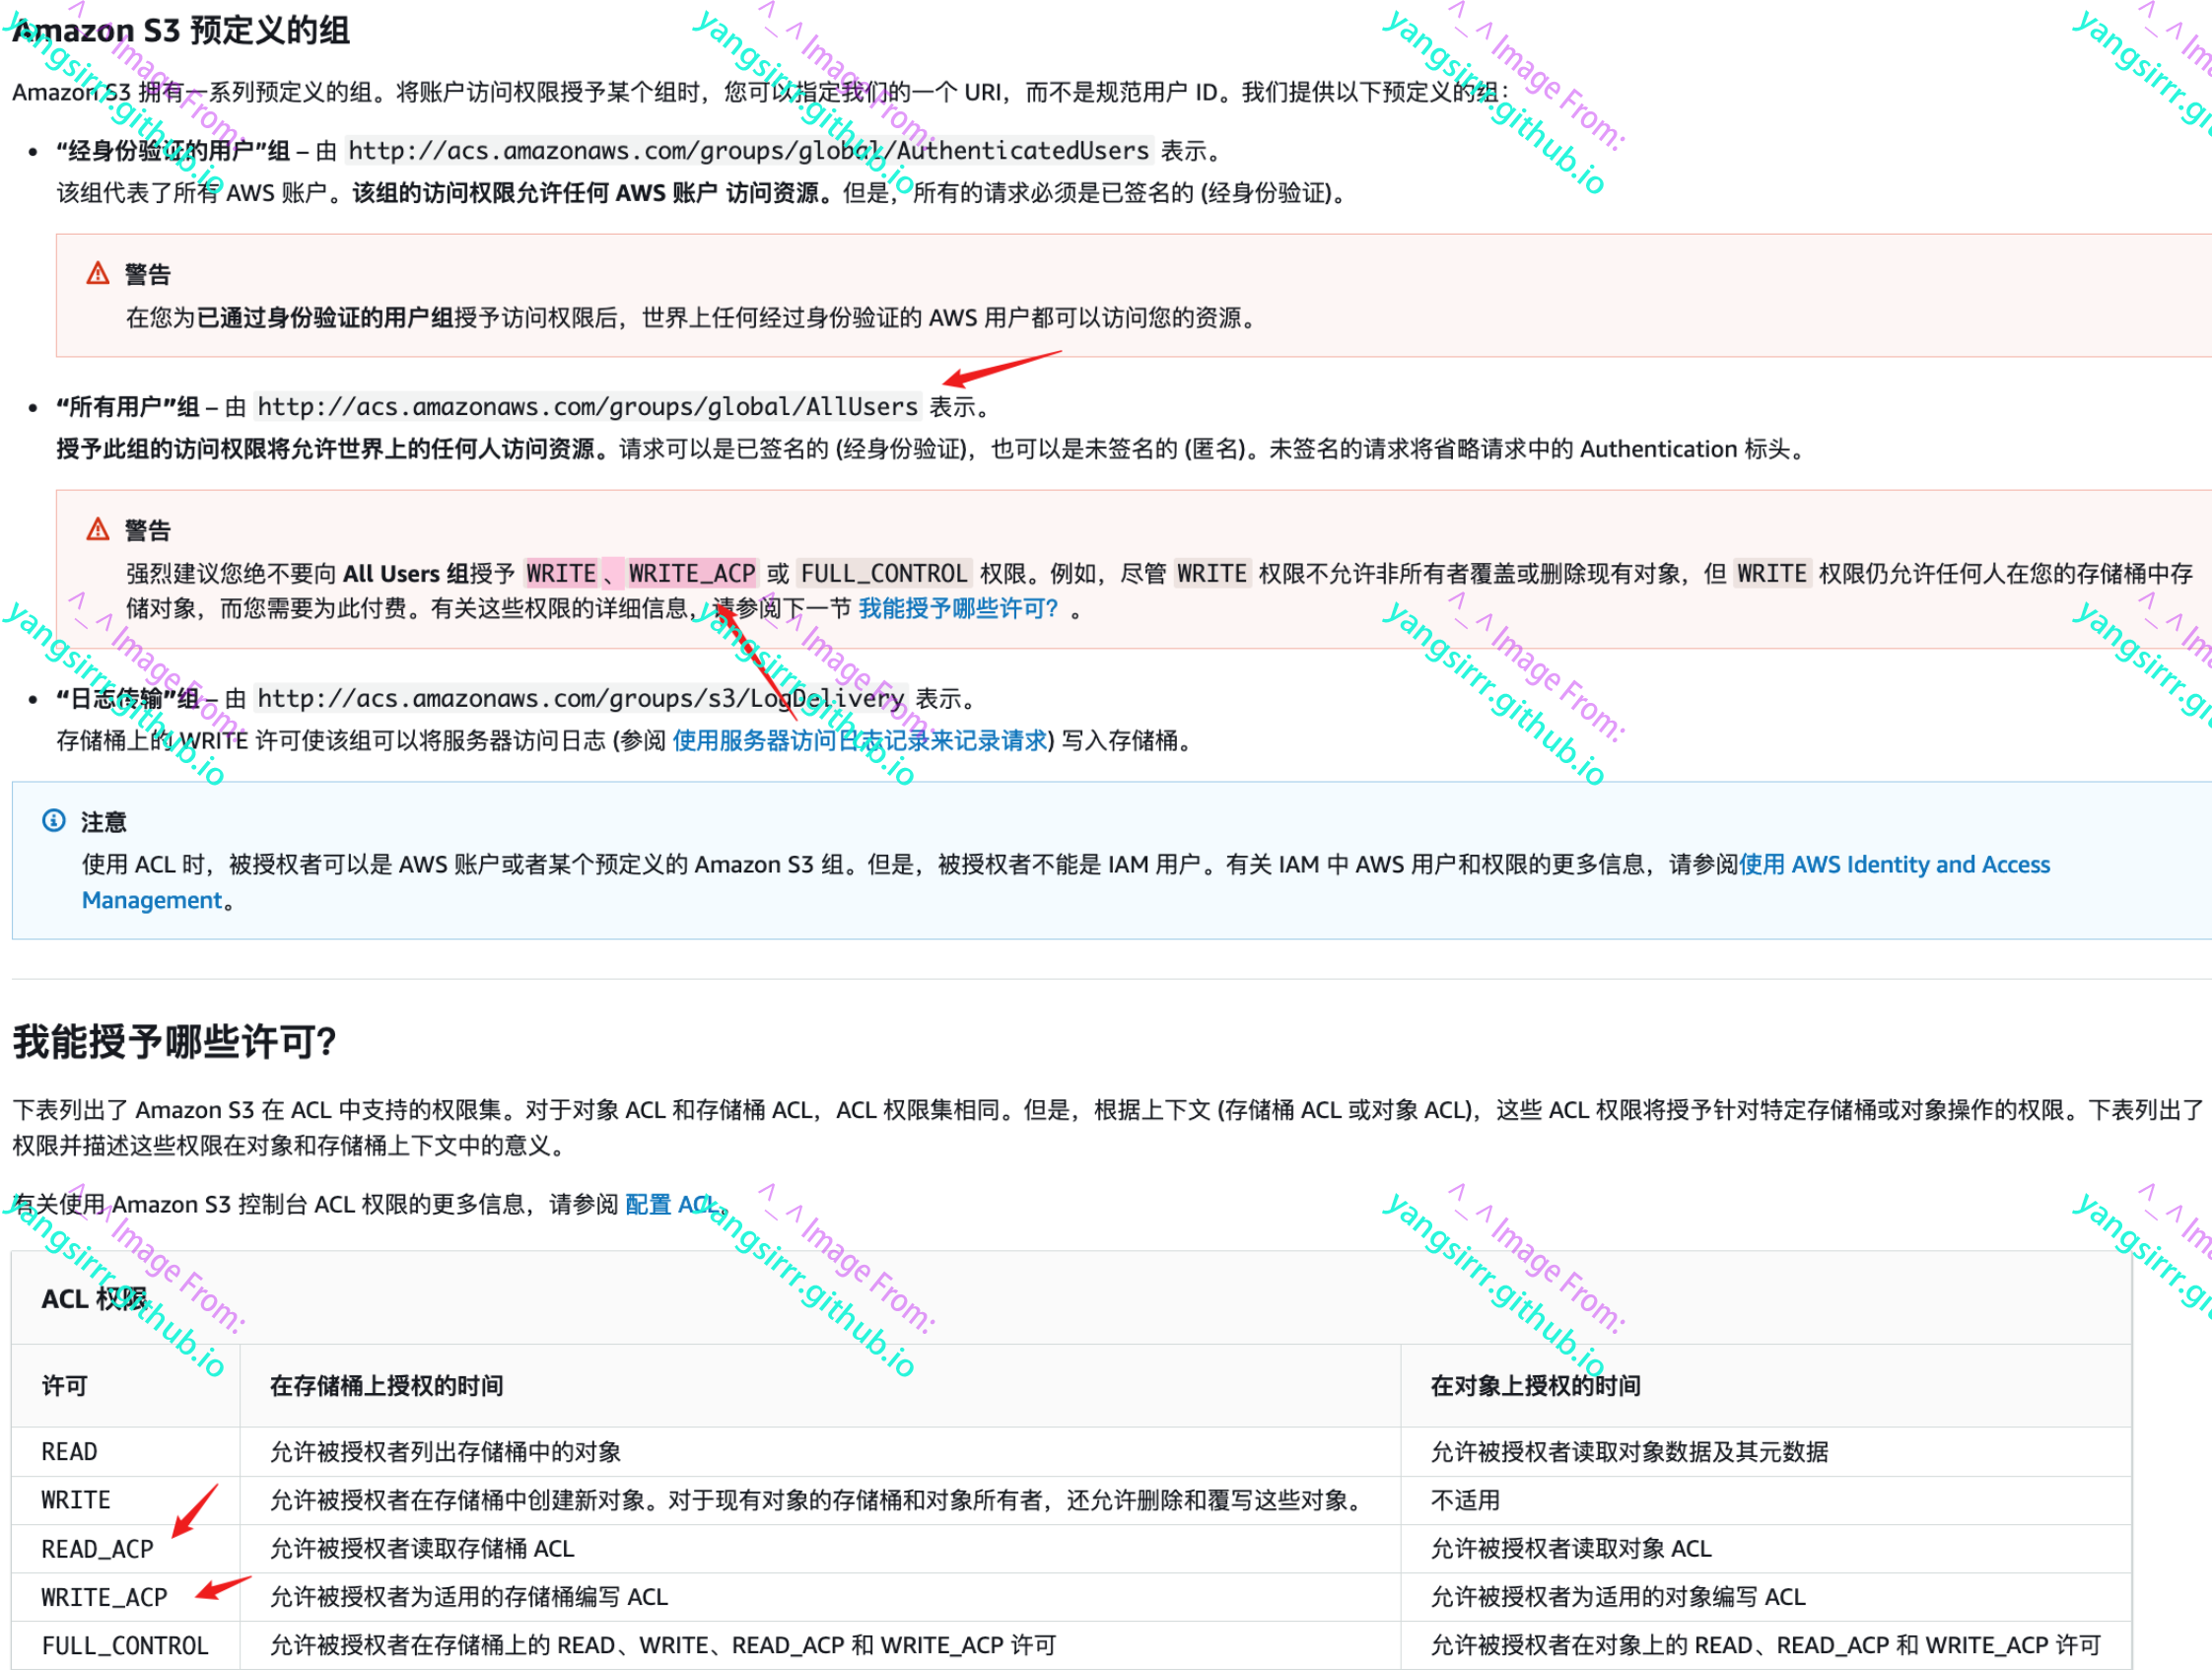 Amazon S3 预定义的组
Amazon S3 拥有一系列预定义的组。将账户访问权限授予某个组时，您可以指定我们的一个 URI，而不是规范用户 ID。我们提供以下预定义的组：
• “经身份验证的用户”组 – 由 http://acs.amazonaws.com/groups/global/AuthenticatedUsers 表示。
该组代表了所有 AWS 账户。该组的访问权限允许任何 AWS 账户 访问资源。但是，所有的请求必须是已签名的 (经身份验证)。
警告
在您为已通过身份验证的用户组授予访问权限后，世界上任何经过身份验证的 AWS 用户都可以访问您的资源。
• “所有用户”组 – 由 http://acs.amazonaws.com/groups/global/AllUsers 表示。
授予此组的访问权限将允许世界上的任何人访问资源。请求可以是已签名的 (经身份验证)，也可以是未签名的 (匿名)。未签名的请求将省略请求中的 Authentication 标头。
警告
强烈建议您绝不要向 All Users 组授予 WRITE、WRITE_ACP 或 FULL_CONTROL 权限。例如，尽管 WRITE 权限不允许非所有者覆盖或删除现有对象，但 WRITE 权限仍允许任何人在您的存储桶中存
储对象，而您需要为此付费。有关这些权限的详细信息，请参阅下一节 我能授予哪些许可？。
• “日志传输”组 – 由 http://acs.amazonaws.com/groups/s3/LogDelivery 表示。
存储桶上的 WRITE 许可使该组可以将服务器访问日志 (参阅 使用服务器访问日志记录来记录请求) 写入存储桶。
注意
使用 ACL 时，被授权者可以是 AWS 账户或者某个预定义的 Amazon S3 组。但是，被授权者不能是 IAM 用户。有关 IAM 中 AWS 用户和权限的更多信息，请参阅使用 AWS Identity and Access
Management。
我能授予哪些许可？
下表列出了 Amazon S3 在 ACL 中支持的权限集。对于对象 ACL 和存储桶 ACL，ACL 权限集相同。但是，根据上下文 (存储桶 ACL 或对象 ACL)，这些 ACL 权限将授予针对特定存储桶或对象操作的权限。下表列出了
权限并描述这些权限在对象和存储桶上下文中的意义。
有关使用 Amazon S3 控制台 ACL 权限的更多信息，请参阅 配置 ACL。
ACL 权限
许可 在存储桶上授权的时间 在对象上授权的时间
READ 允许被授权者列出存储桶中的对象 允许被授权者读取对象数据及其元数据
WRITE 允许被授权者在存储桶中创建新对象。对于现有对象的存储桶和对象所有者，还允许删除和覆写这些对象。 不适用
READ_ACP 允许被授权者读取存储桶 ACL 允许被授权者读取对象 ACL
WRITE_ACP 允许被授权者为适用的存储桶编写 ACL 允许被授权者为适用的对象编写 ACL
FULL_CONTROL 允许被授权者在存储桶上的 READ、WRITE、READ_ACP 和 WRITE_ACP 许可 允许被授权者在对象上的 READ、READ_ACP 和 WRITE_ACP 许可
^_^ Image From:
yangsirrr.github.io
^_^ Image From:
yangsirrr.github.io
^_^ Image From:
yangsirrr.github.io
^_^ Image From:
yangsirrr.github.io
^_^ Image From:
yangsirrr.github.io
^_^ Image From:
yangsirrr.github.io
^_^ Image From:
yangsirrr.github.io
^_^ Image From:
yangsirrr.github.io
^_^ Image From:
yangsirrr.github.io